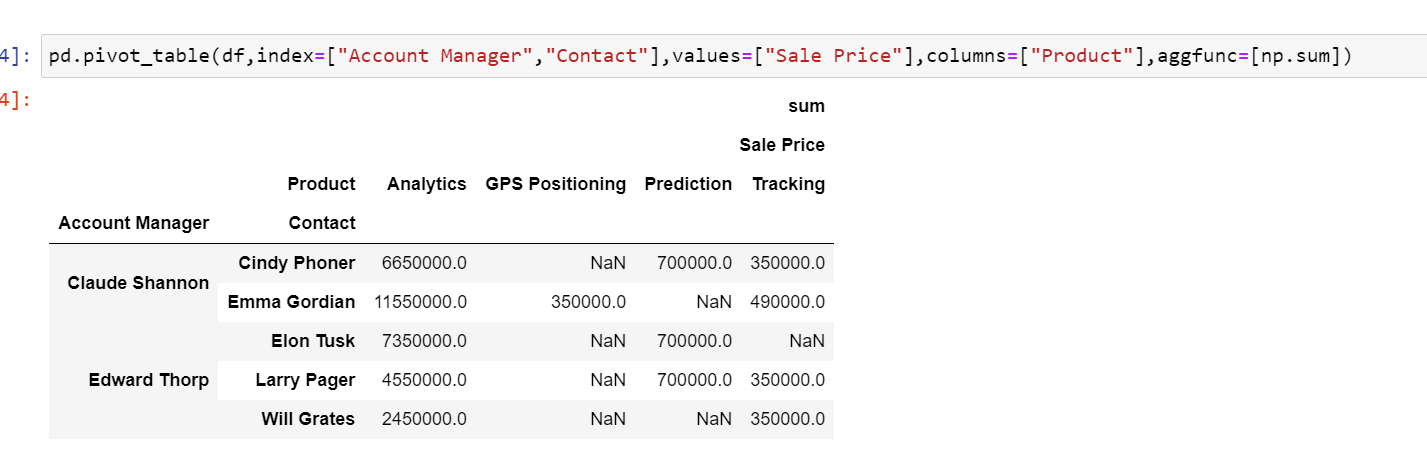 4]: pd.pivot_table(df,index=["Account Manager","Contact"],values=["Sale Price"],columns=["Product"],aggfunc=[np.sum])
4]:
sum
Sale Price
Product Analytics GPS Positioning Prediction Tracking
Account Manager Contact
Cindy Phoner 6650000.0 NaN 700000.0 350000.0
Claude Shannon
Emma Gordian 11550000.0 350000.0 NaN 490000.0
Elon Tusk 7350000.0 NaN 700000.0 NaN
Edward Thorp Larry Pager 4550000.0 NaN 700000.0 350000.0
Will Grates 2450000.0 NaN NaN 350000.0